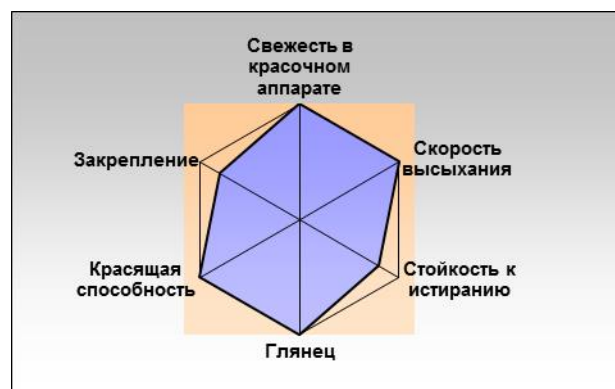 Свежесть в
красочном
аппарате
Закрепление
Скорость
высыхания
Красящая
способность
Стойкость к
истиранию
Глянец